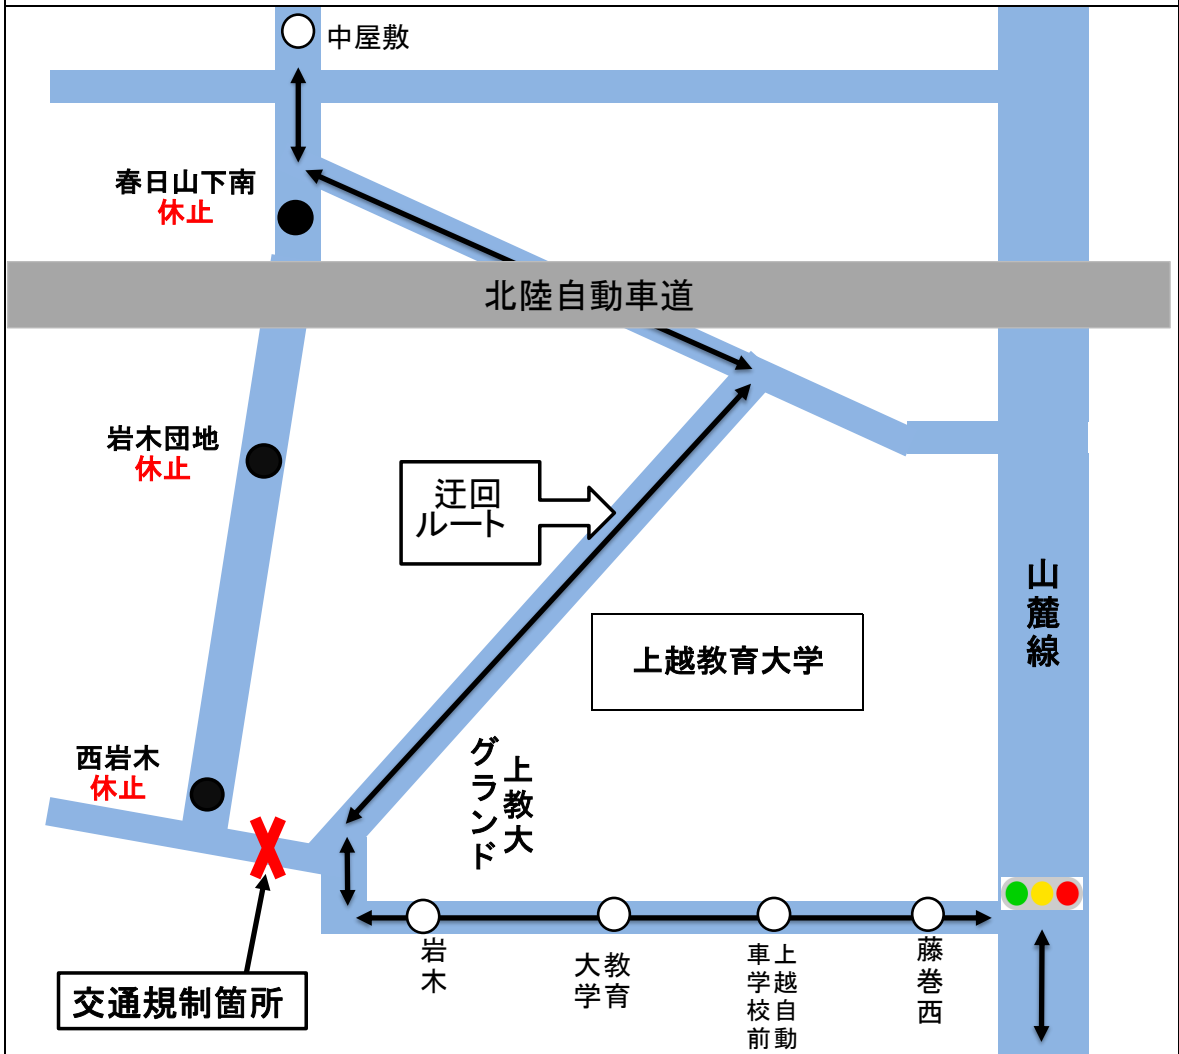 中屋敷
春日山下南
休止
北陸自動車道
岩木団地
休止
迂回
ルート
山麓線
上越教育大学
西岩木
休止
上教大
グランド
岩木
教育
大学
上越自動
車学校前
藤巻西
交通規制箇所